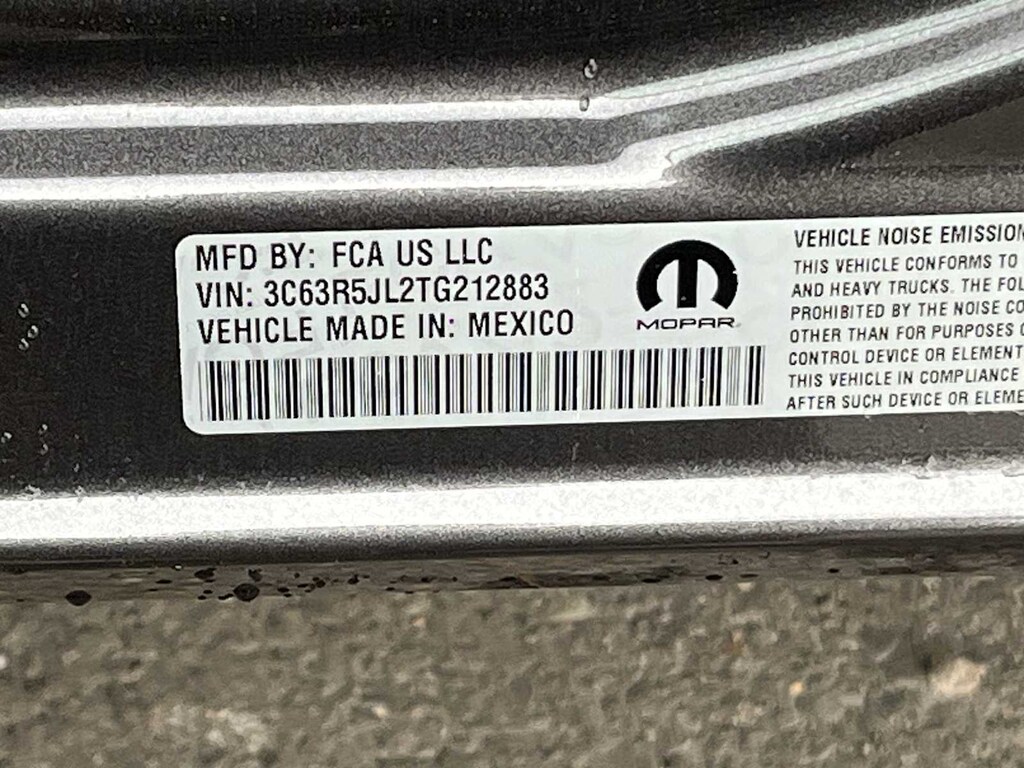 MFD BY: FCA US LLC
VIN: 3C63R5JL2TG212883
VEHICLE MADE IN: MEXICO
MOPAR
VEHICLE NOISE EMISSION
THIS VEHICLE CONFORMS TO
AND HEAVY TRUCKS. THE FOL
PROHIBITED BY THE NOISE CO
OTHER THAN FOR PURPOSES O
CONTROL DEVICE OR ELEMENT
THIS VEHICLE IN COMPLIANCE
AFTER SUCH DEVICE OR ELEME